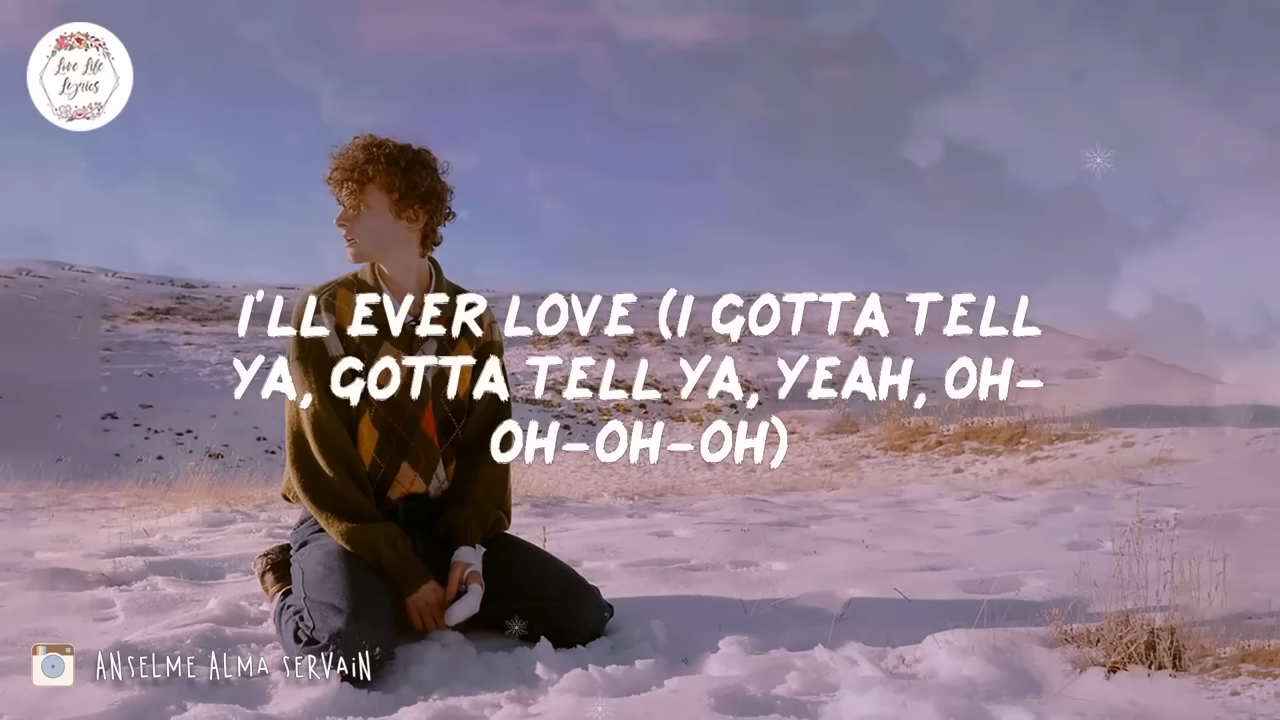 Love Life
Lyrics
I'LL EVER LOVE (I GOTTA TELL
YA, GOTTA TELL YA, YEAH, OH-
OH-OH-OH)
ANSELME ALMA SERVAIN